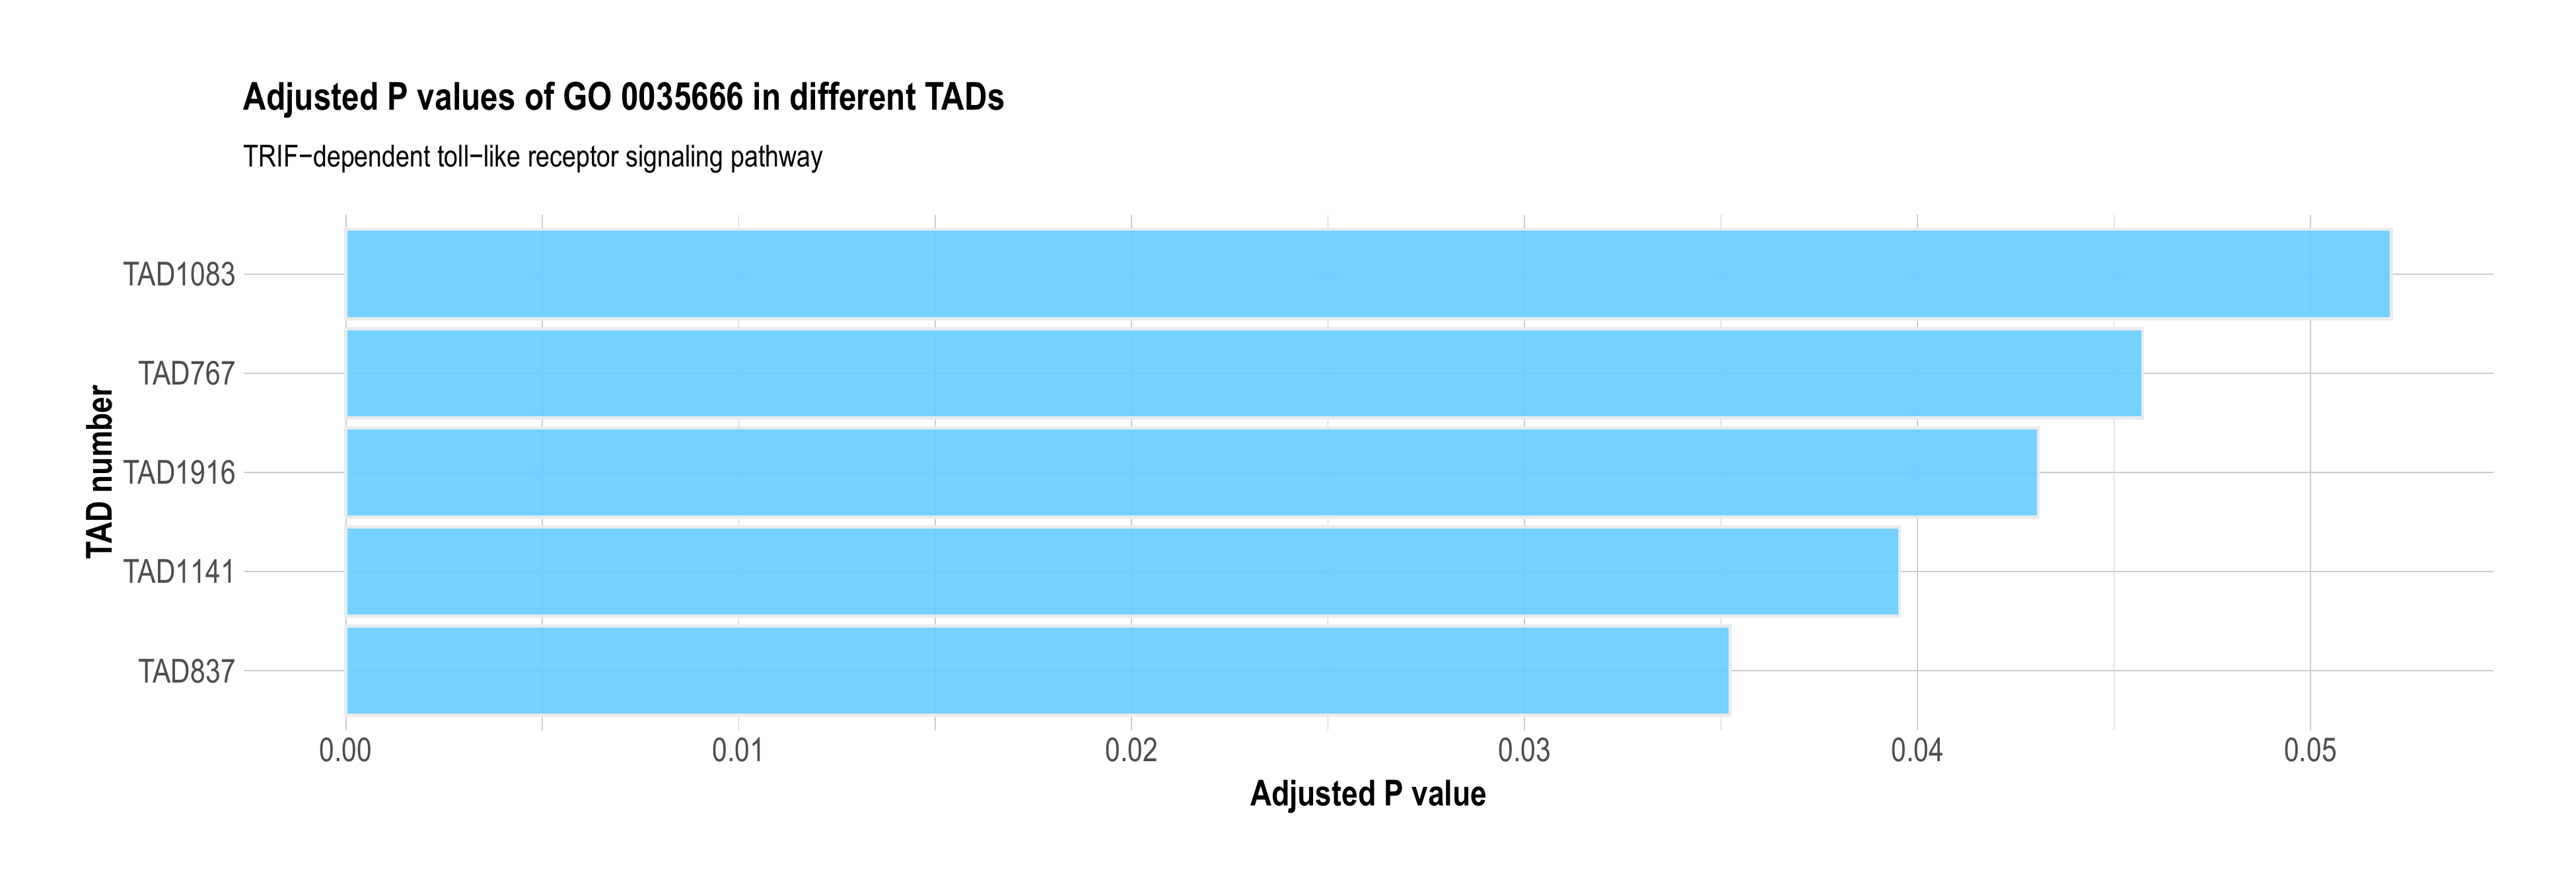 Adjusted P values of GO 0035666 in different TADs
TRIF−dependent toll−like receptor signaling pathway
TAD number
TAD1083
TAD767
TAD1916
TAD1141
TAD837
0.00 0.01 0.02 0.03 0.04 0.05
Adjusted P value